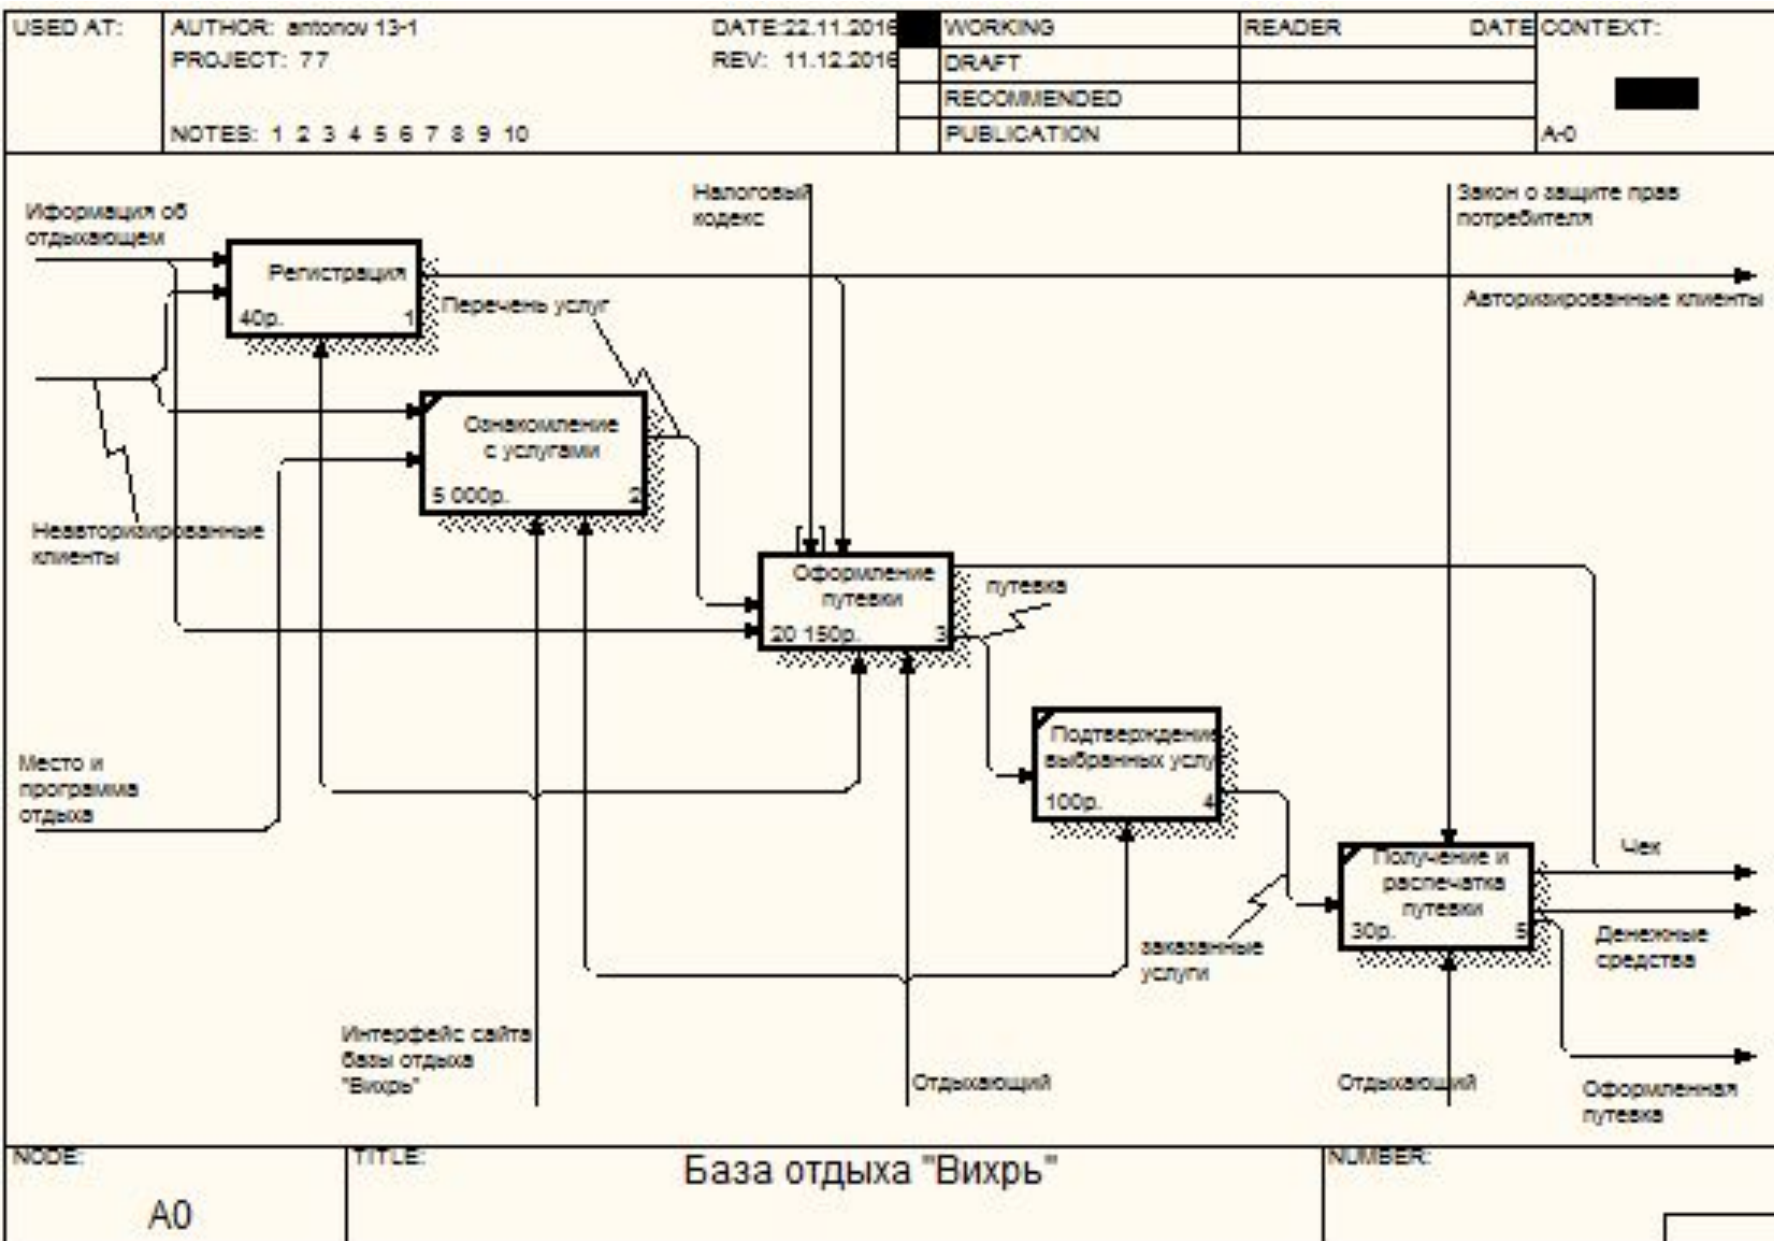 USED AT:
AUTHOR: antonov 13-1
DATE:22.11.2016
WORKING
READER
DATE
CONTEXT:
PROJECT: 77
REV: 11.12.2016
DRAFT
RECOMMENDED
NOTES: 1 2 3 4 5 6 7 8 9 10
PUBLICATION
A-0
Налоговый
кодекс
Закон о защите прав
потребителя
Иформация об
отдыхающем
Регистрация
40р. 1
Перечень услуг
Авторизированные клиенты
Ознакомление
с услугами
5 000р. 2
Неавторизированные
клиенты
Оформление
путевки
20 150р. 3
путевка
Место и
программа
отдыха
Подтверждение
выбранных услу
100р. 4
Получение и
распечатка
путевки
30р. 5
Чек
Денежные
средства
заказанные
услуги
Интерфейс сайта
базы отдыха
"Вихрь"
Отдыхающий
Отдыхающий
Оформленная
путевка
NODE:
A0
TITLE:
База отдыха "Вихрь"
NUMBER: